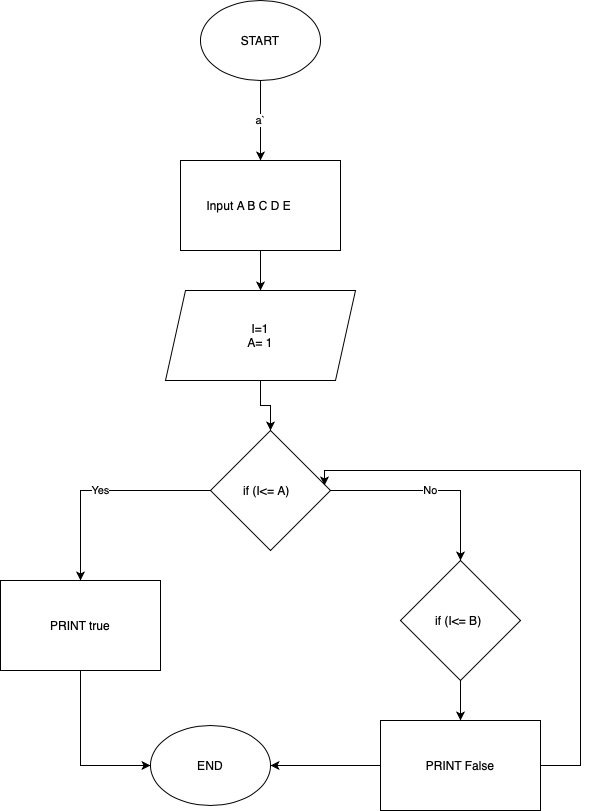 START
a`
Input A B C D E
I=1
A= 1
if (I<= A)
Yes
No
PRINT true
if (I<= B)
END
PRINT False